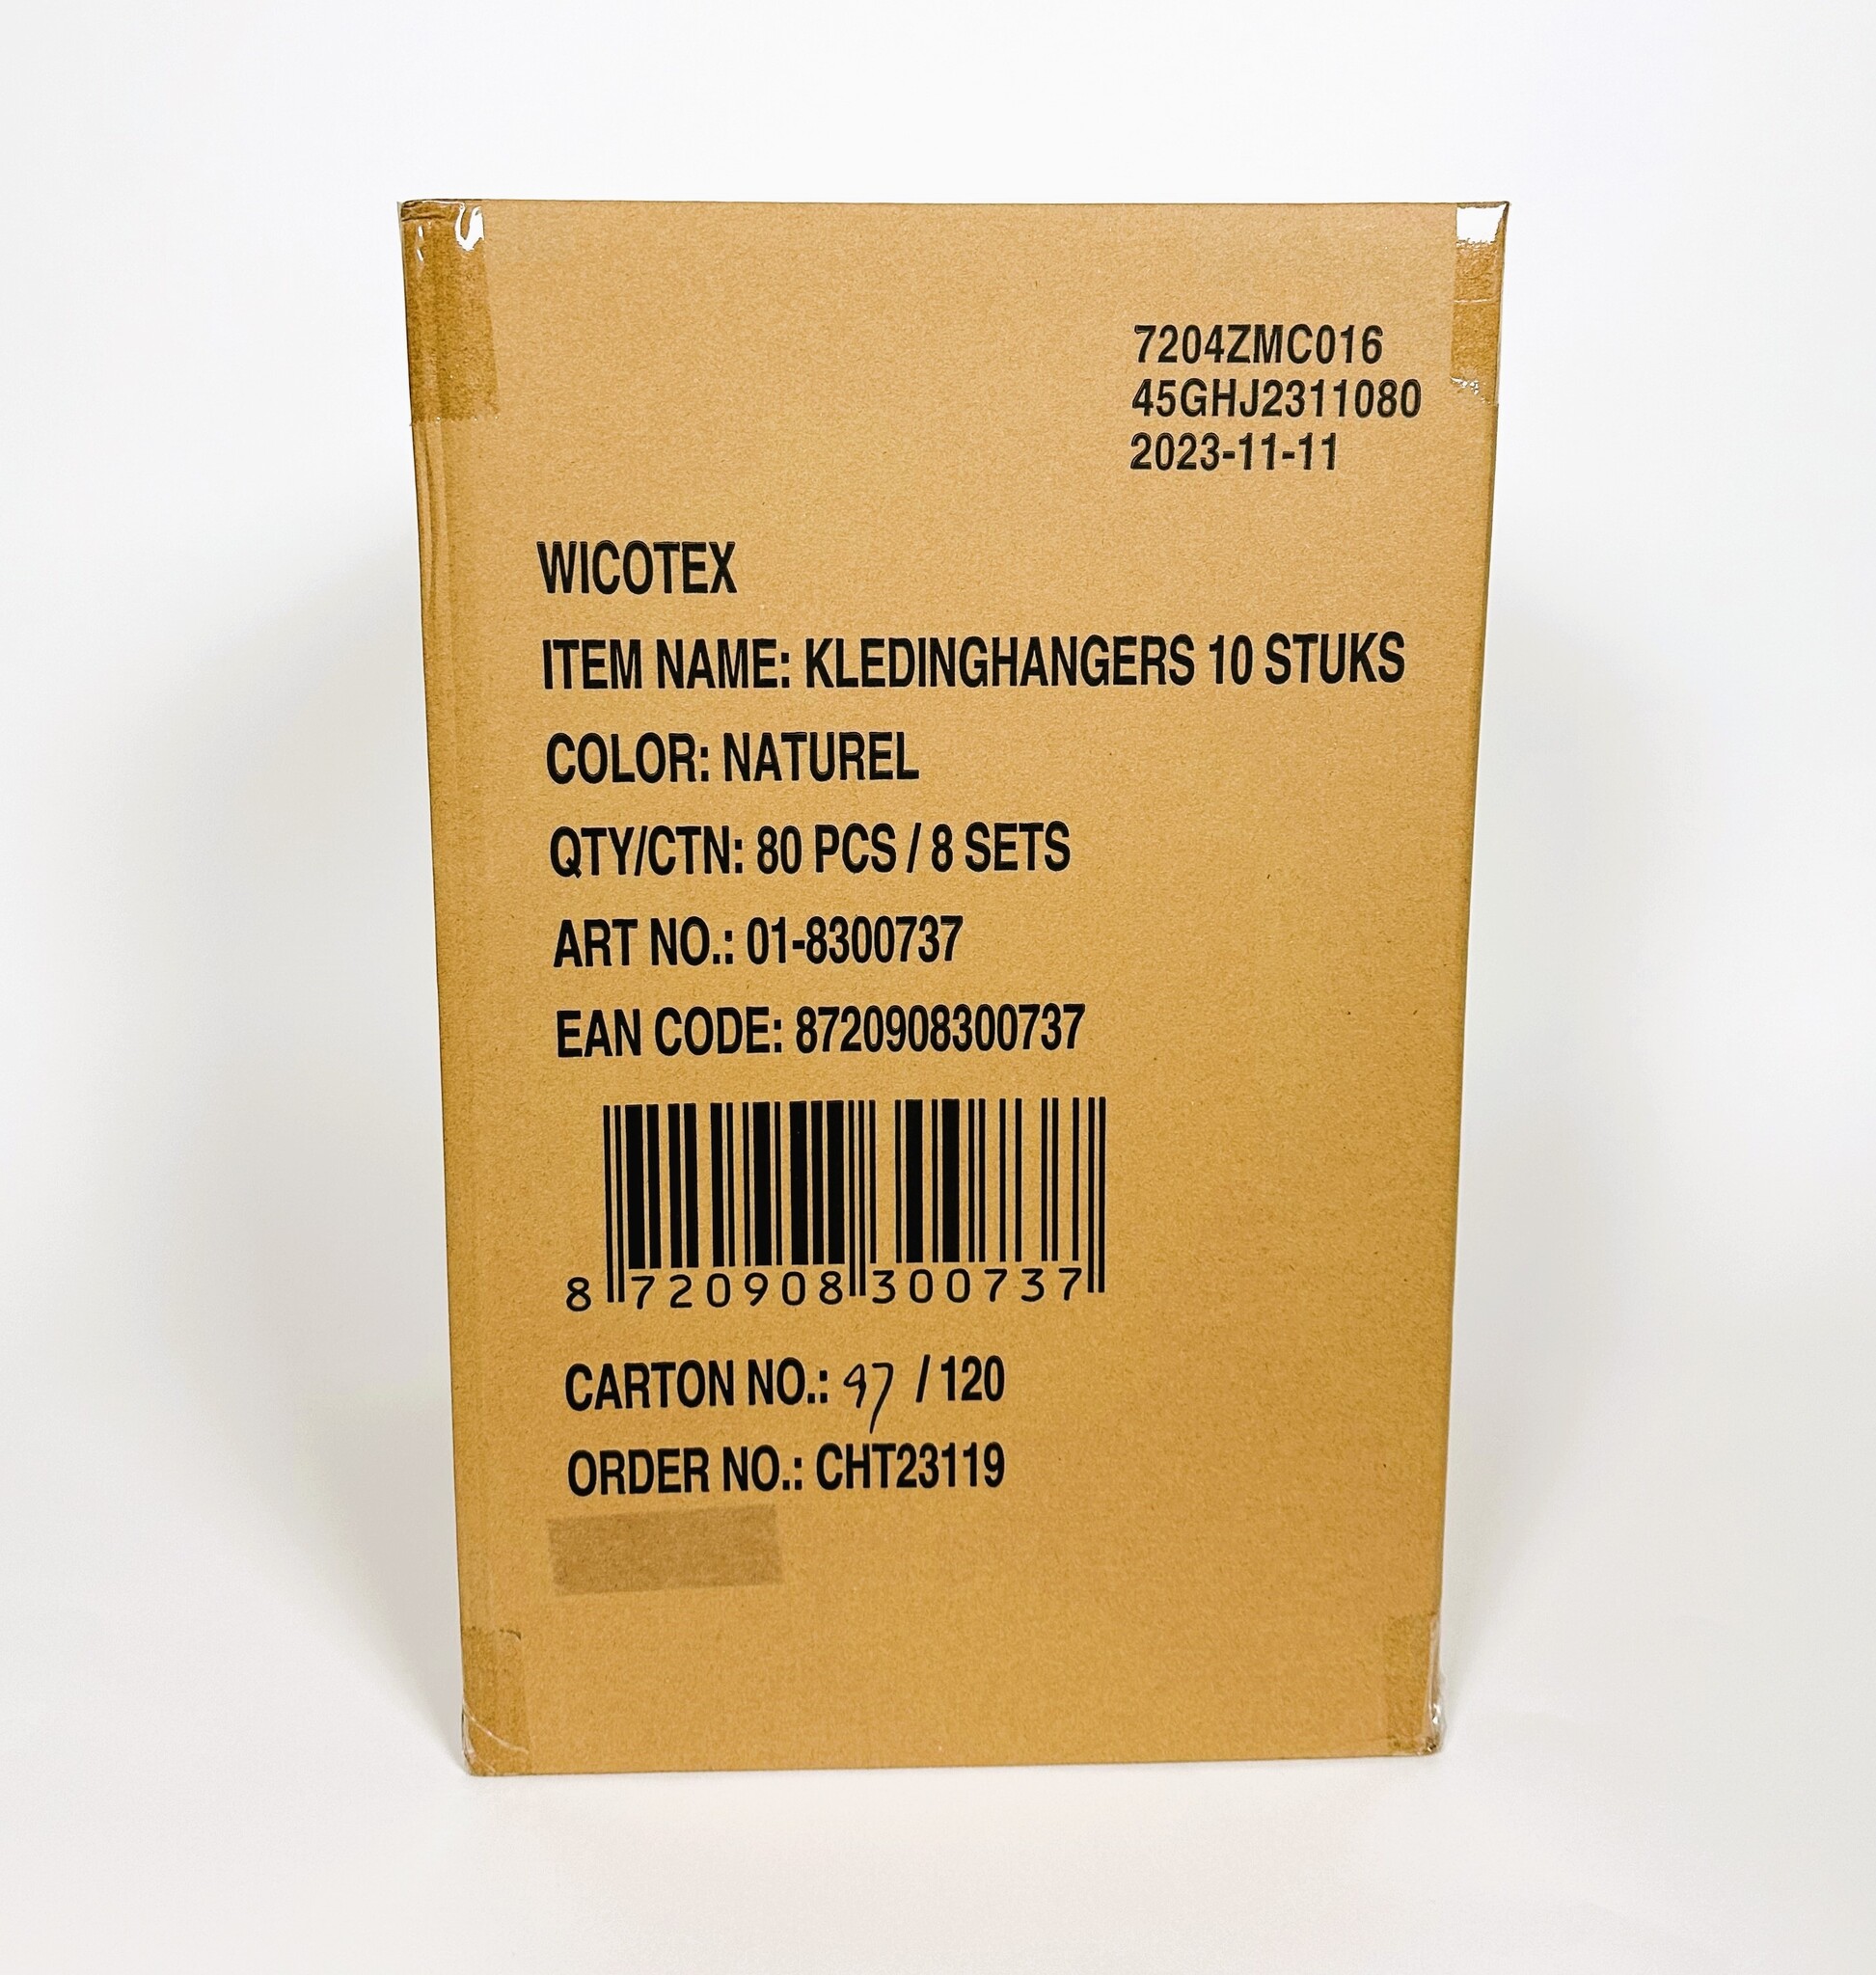 7204ZMC016
45GHJ2311080
2023-11-11
WICOTEX
ITEM NAME: KLEDINGHANGERS 10 STUKS
COLOR: NATUREL
QTY/CTN: 80 PCS / 8 SETS
ART NO.: 01-8300737
EAN CODE: 8720908300737
8 720908 300737
CARTON NO.: 97 / 120
ORDER NO.: CHT23119